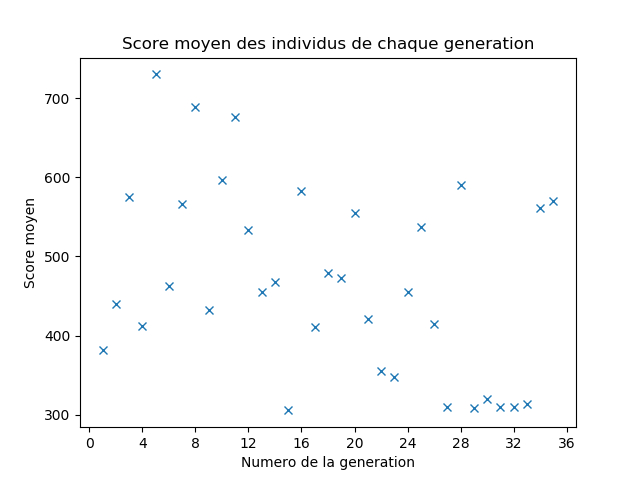 Score moyen des individus de chaque generation
700
600
500
400
300
Score moyen
0 4 8 12 16 20 24 28 32 36
Numero de la generation